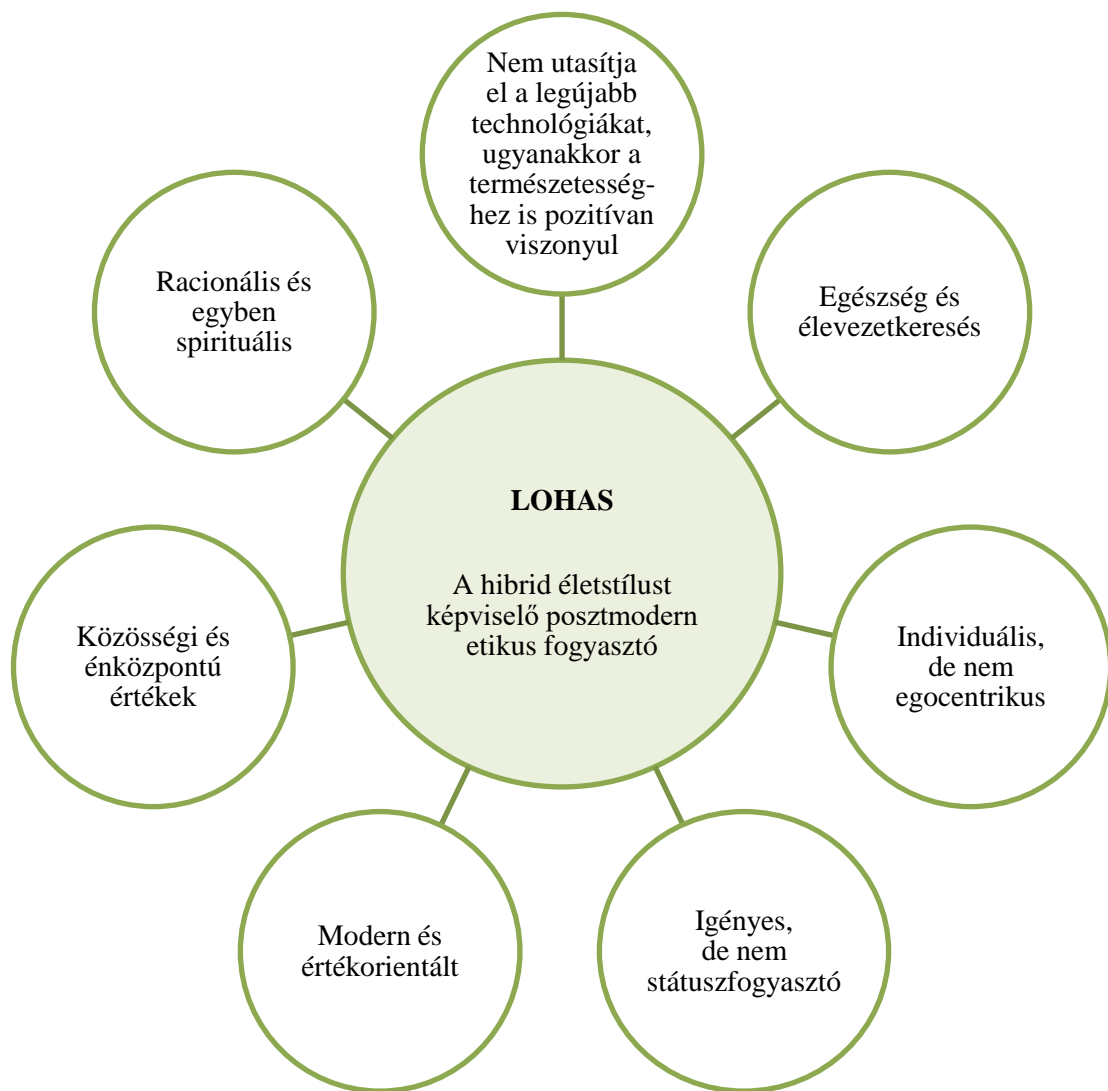 Nem utasítja
el a legújabb
technológiákat,
ugyanakkor a
természetesség-
hez is pozitívan
viszonyul
Egészség és
élevezetkeresés
Individuális,
de nem
egocentrikus
Igényes,
de nem
státuszfogyasztó
Modern és
értékorientált
Közösségi és
énközpontú
értékek
Racionális és
egyben
spirituális
LOHAS
A hibrid életstílust
képviselő posztmodern
etikus fogyasztó